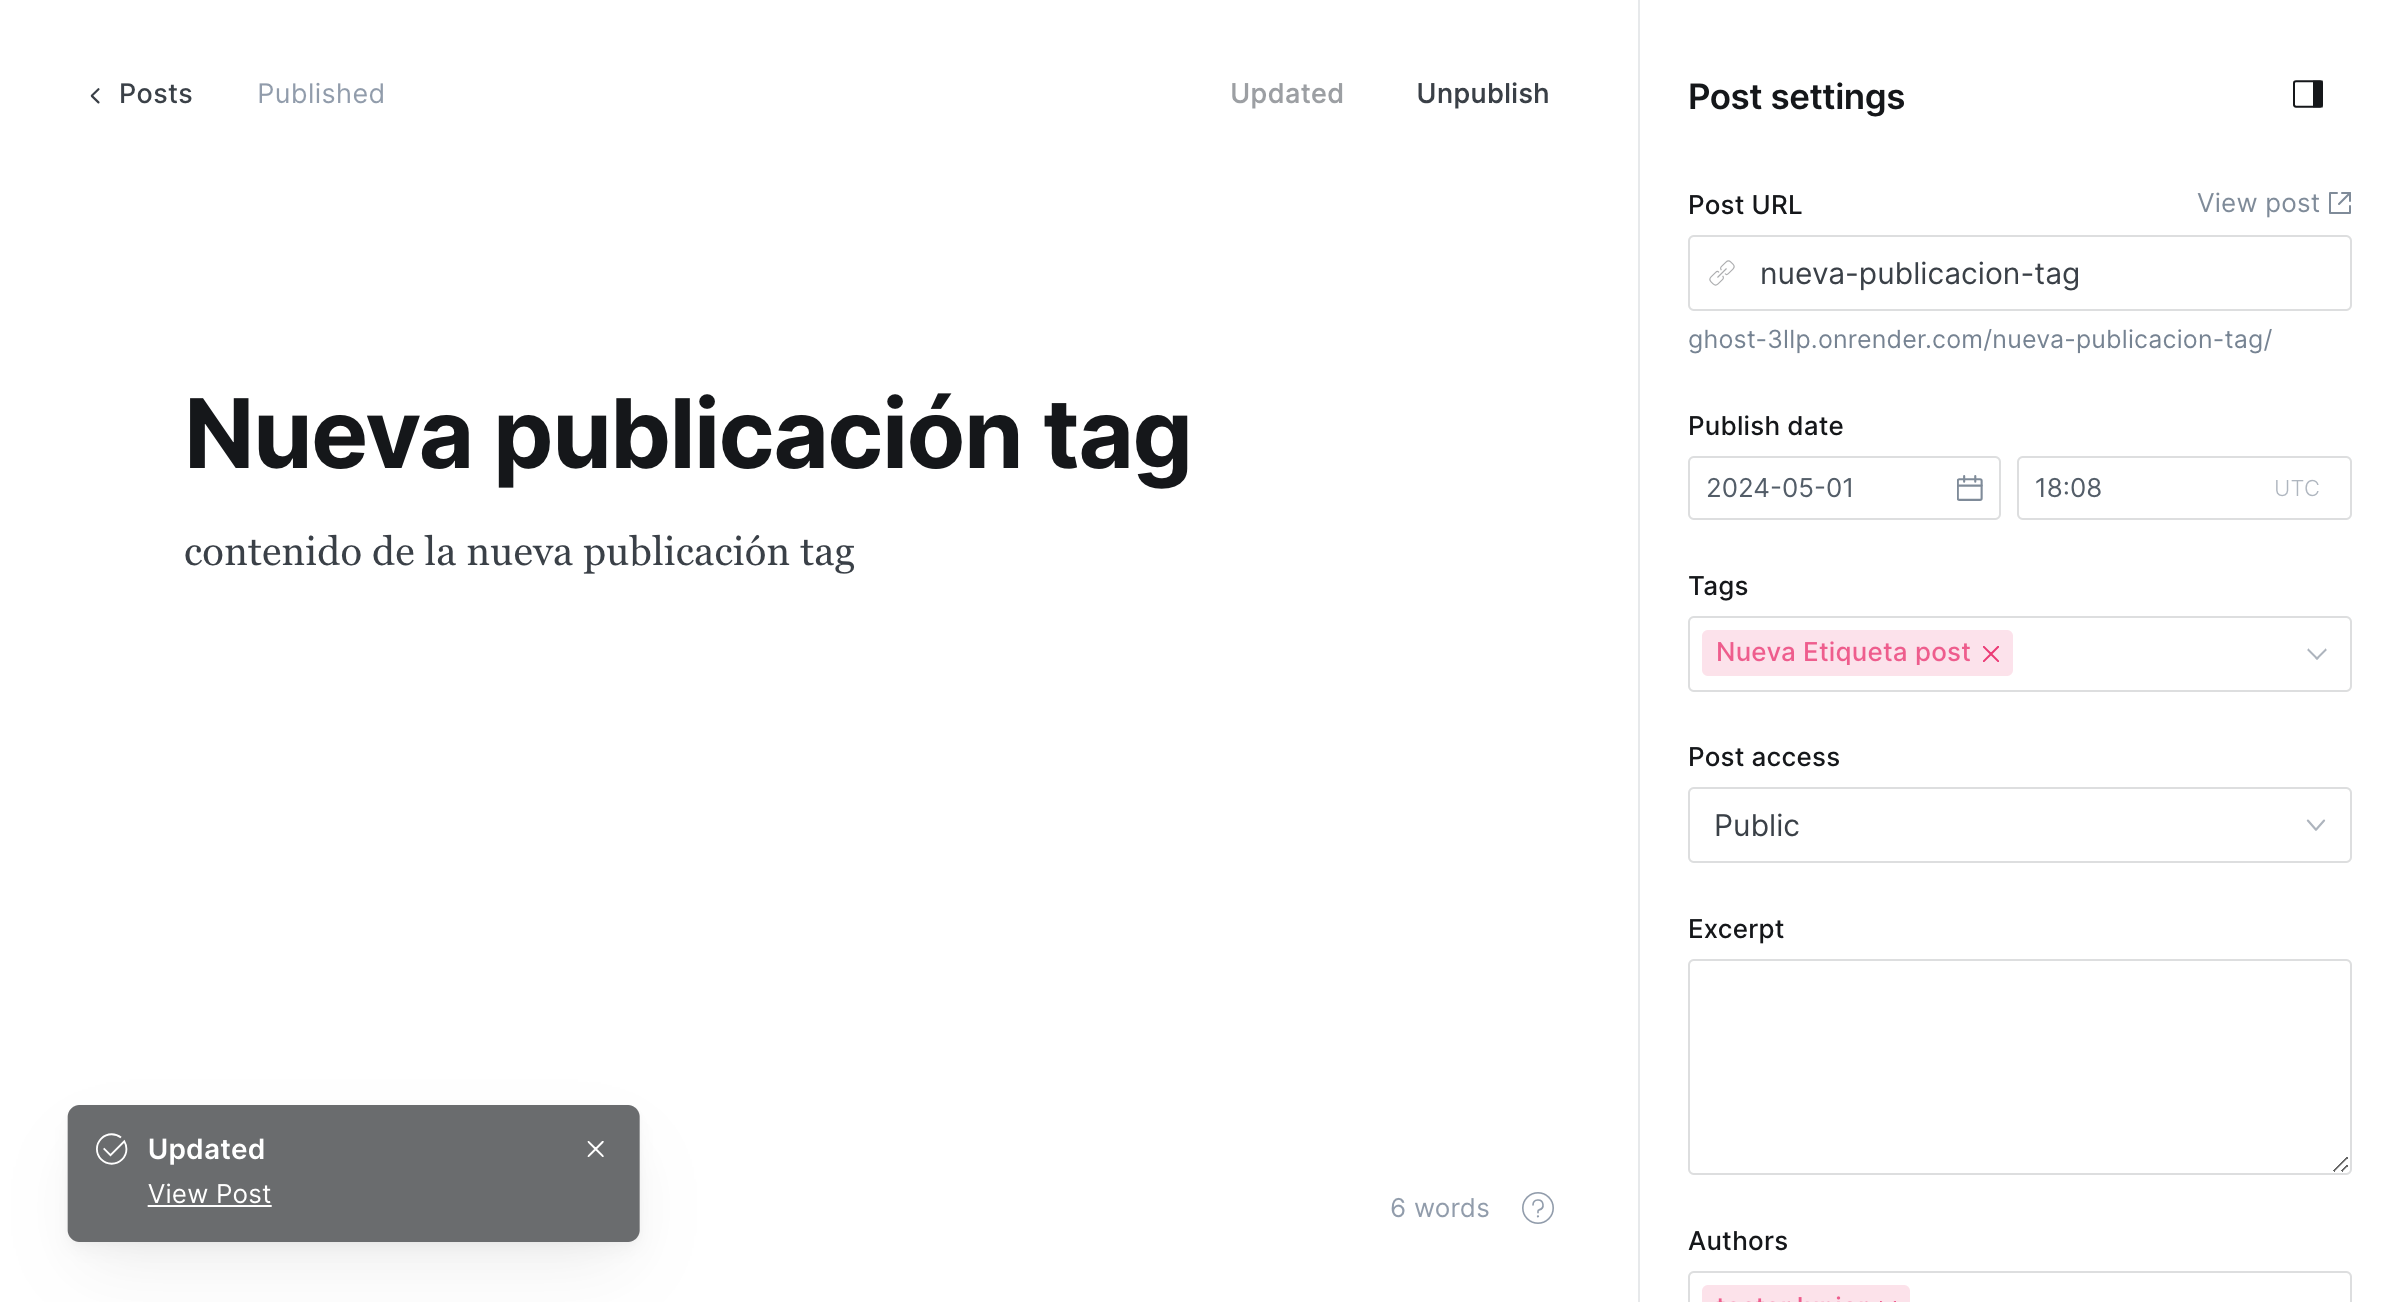 Posts
Published
Updated
Unpublish
Nueva publicación tag
contenido de la nueva publicación tag
Updated
View Post
6 words
?
Post settings
Post URL
View post
nueva-publicacion-tag
ghost-3llp.onrender.com/nueva-publicacion-tag/
Publish date
2024-05-01
18:08
UTC
Tags
Nueva Etiqueta post
Post access
Public
Excerpt
Authors